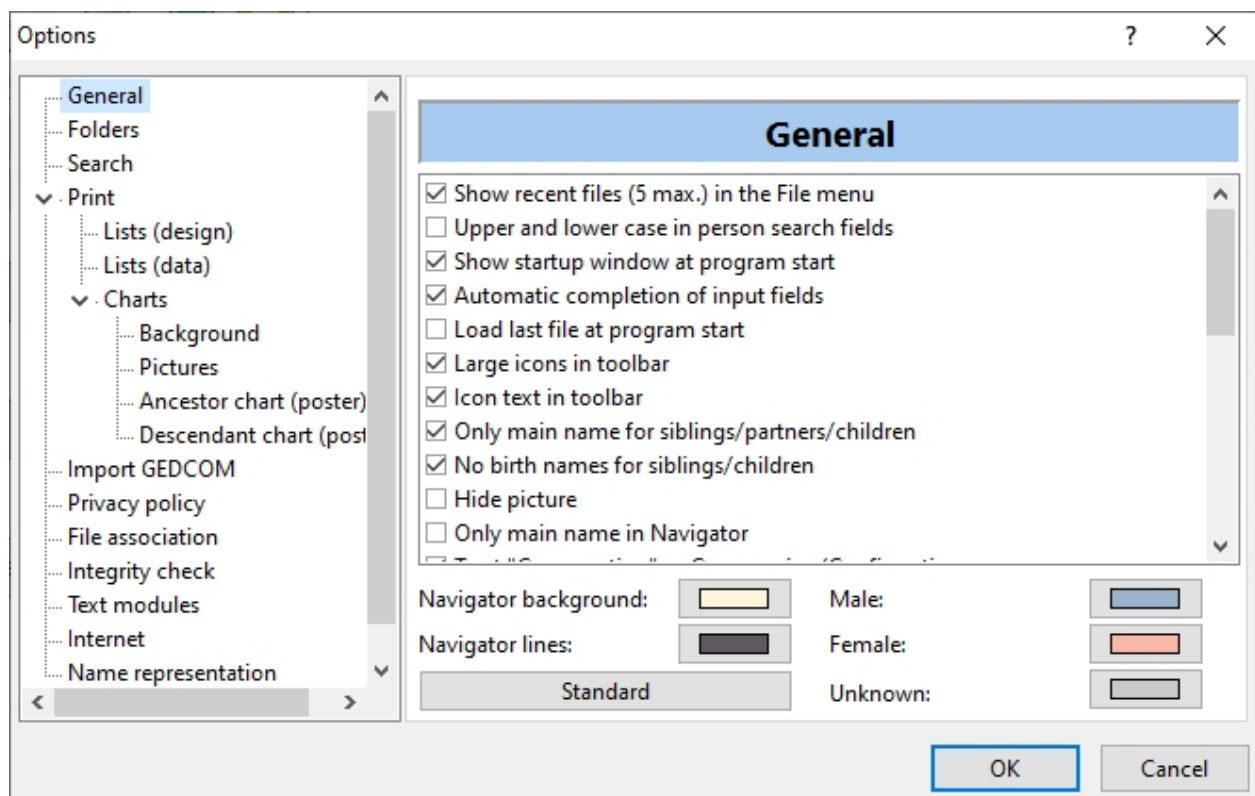 Options
?
General
Folders
Search
Print
Lists (design)
Lists (data)
Charts
Background
Pictures
Ancestor chart (poster)
Descendant chart (post
Import GEDCOM
Privacy policy
File association
Integrity check
Text modules
Internet
Name representation
General
Show recent files (5 max.) in the File menu
Upper and lower case in person search fields
Show startup window at program start
Automatic completion of input fields
Load last file at program start
Large icons in toolbar
Icon text in toolbar
Only main name for siblings/partners/children
No birth names for siblings/children
Hide picture
Only main name in Navigator
Navigator background:
Male:
Navigator lines:
Female:
Standard
Unknown:
OK
Cancel